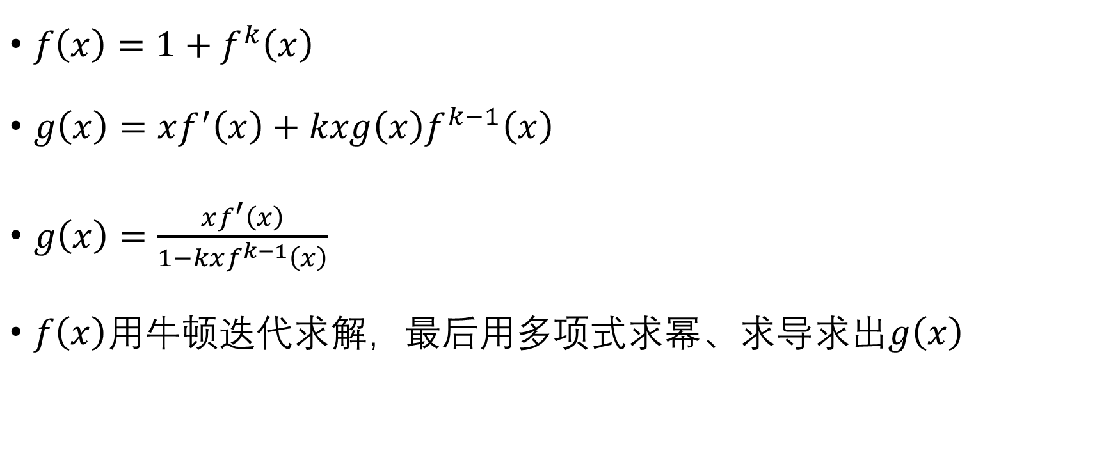 • f(x) = 1 + f^k(x)
• g(x) = xf′(x) + kxg(x)f^{k−1}(x)
• g(x) = \frac{xf′(x)}{1−kxf^{k−1}(x)}
• f(x)用牛顿迭代求解，最后用多项式求幂、求导求出g(x)